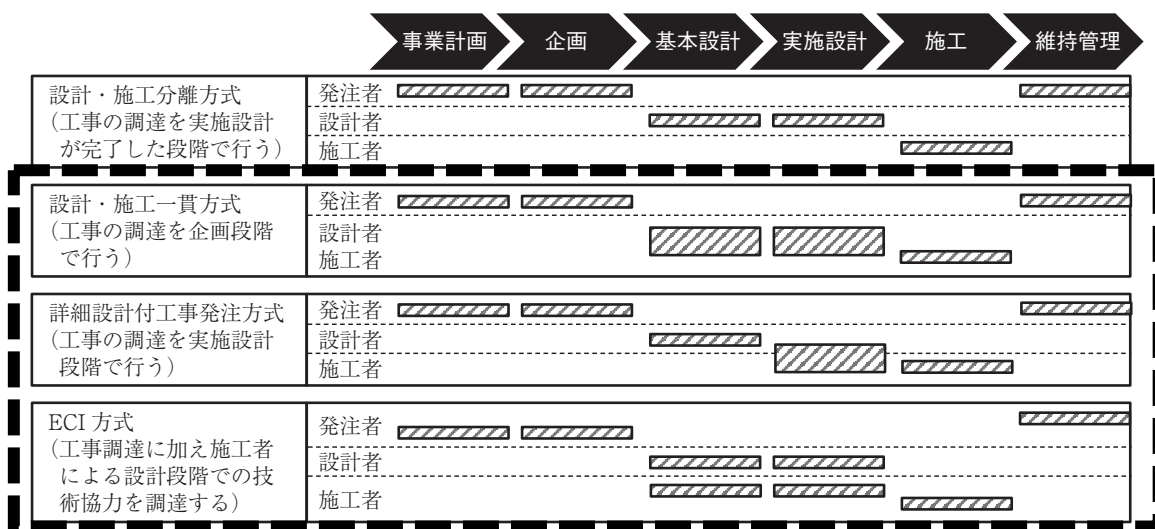 事業計画 企画 基本設計 実施設計 施工 維持管理
設計・施工分離方式
(工事の調達を実施設計
が完了した段階で行う)
発注者
設計者
施工者
設計・施工一貫方式
(工事の調達を企画段階
で行う)
発注者
設計者
施工者
詳細設計付工事発注方式
(工事の調達を実施設計
段階で行う)
発注者
設計者
施工者
ECI 方式
(工事調達に加え施工者
による設計段階での技
術協力を調達する)
発注者
設計者
施工者